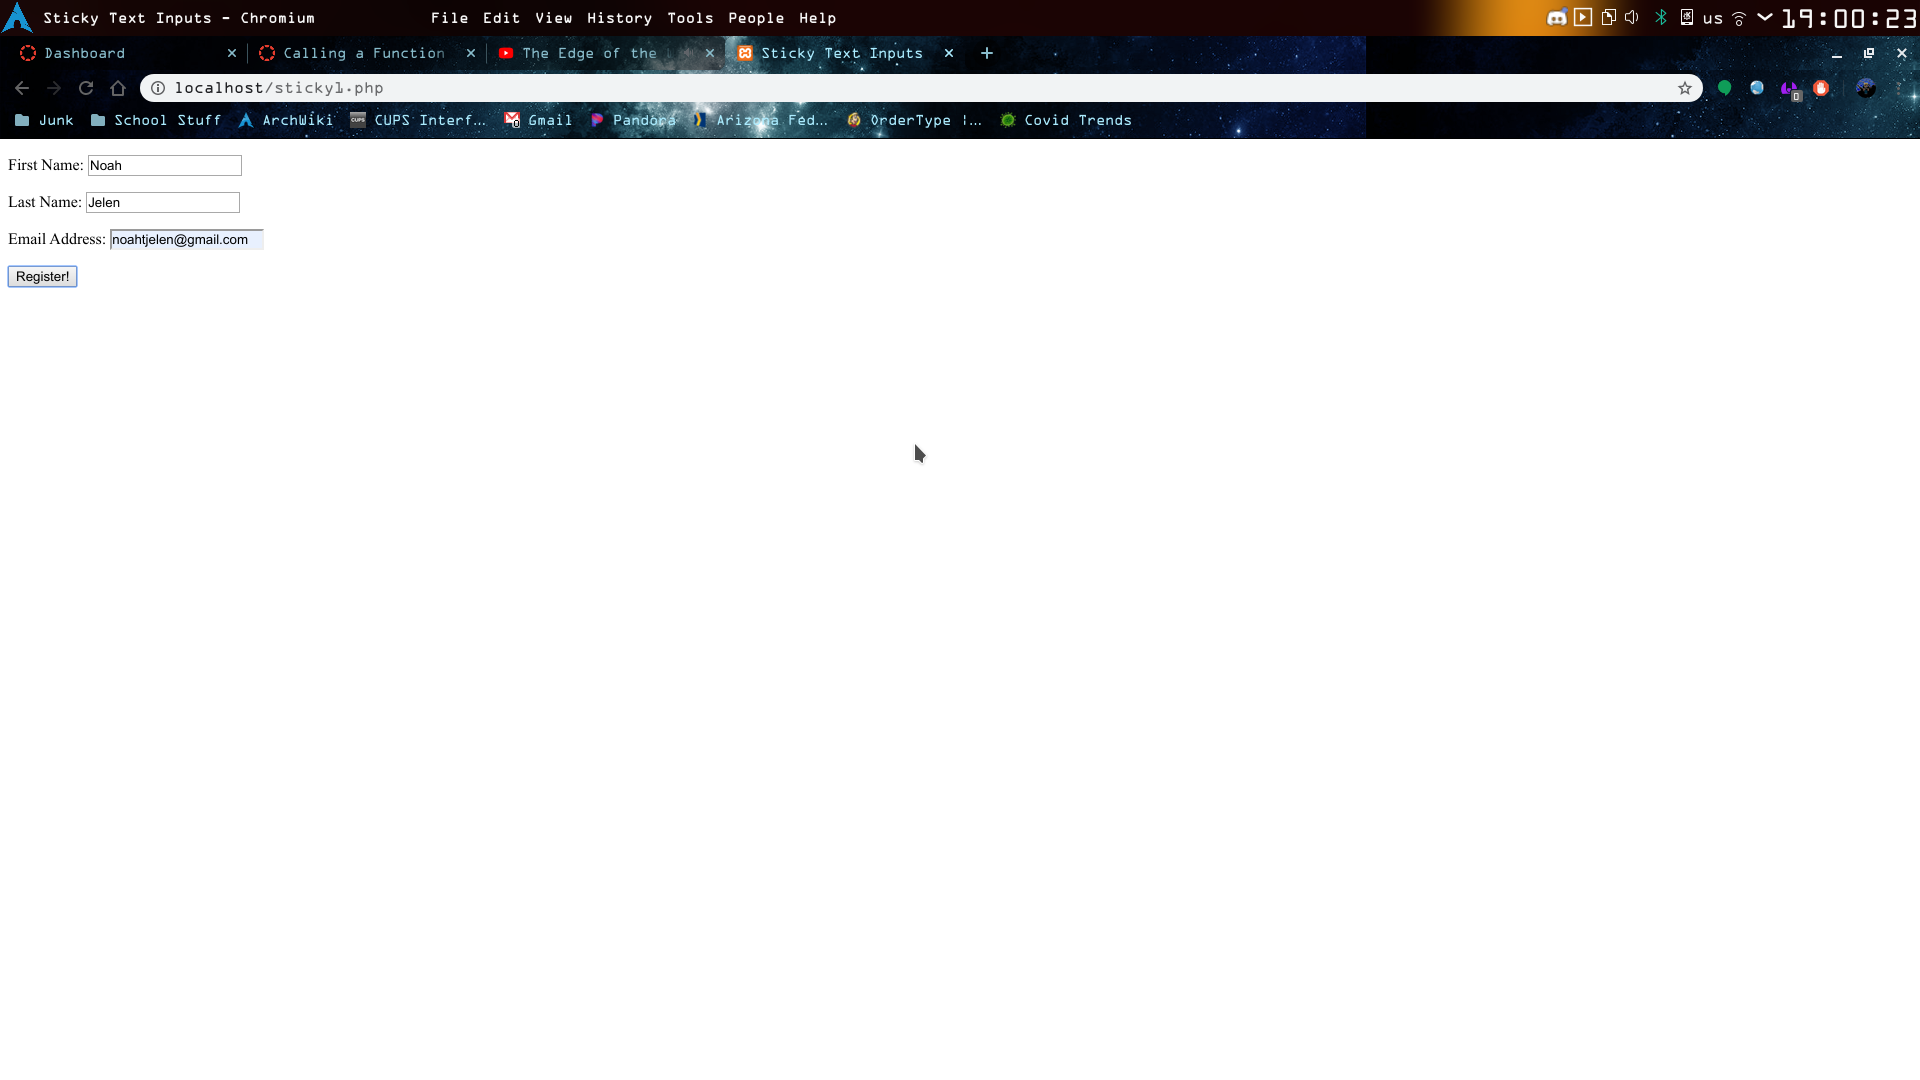 Sticky Text Inputs - Chromium File Edit View History Tools People Help us 19:00:23
Dashboard Calling a Function The Edge of the Sticky Text Inputs
localhost/sticky1.php
Junk School Stuff ArchWiki CUPS Interf... Gmail Pandora Arizona Fed... OrderType |... Covid Trends
First Name: Noah
Last Name: Jelen
Email Address: noahtjelen@gmail.com
Register!